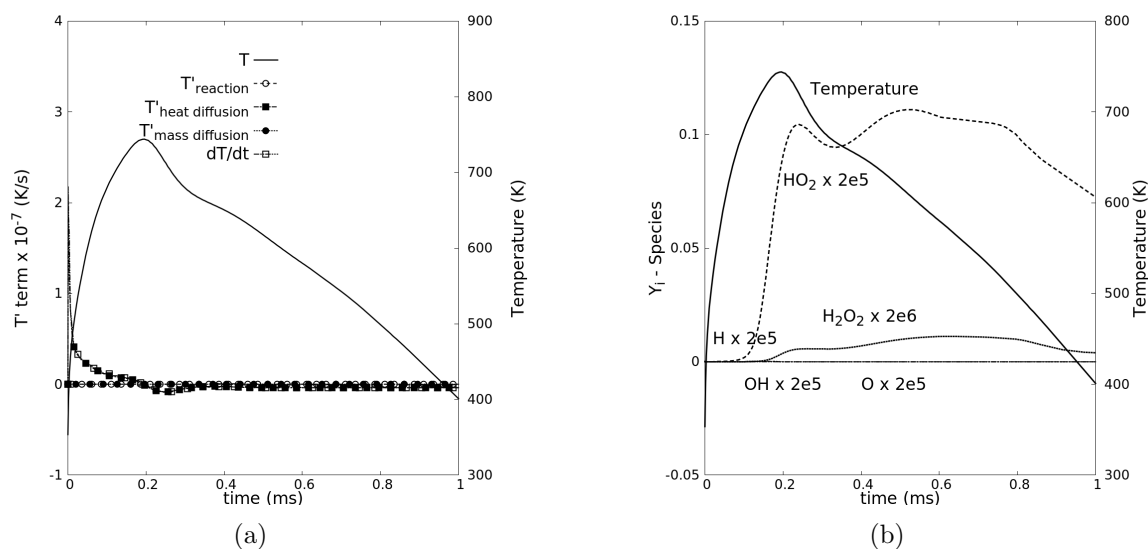 4
3
2
1
0
-1
T' term x 10-7 (K/s)
T
T'reaction
T'heat diffusion
T'mass diffusion
dT/dt
900
800
700
600
500
400
300
Temperature (K)
0 0.2 0.4 0.6 0.8 1
time (ms)
(a)
0.15
0.1
0.05
0
-0.05
Yi - Species
Temperature
HO2 x 2e5
H2O2 x 2e6
H x 2e5
OH x 2e5 O x 2e5
800
700
600
500
400
300
Temperature (K)
0 0.2 0.4 0.6 0.8 1
time (ms)
(b)